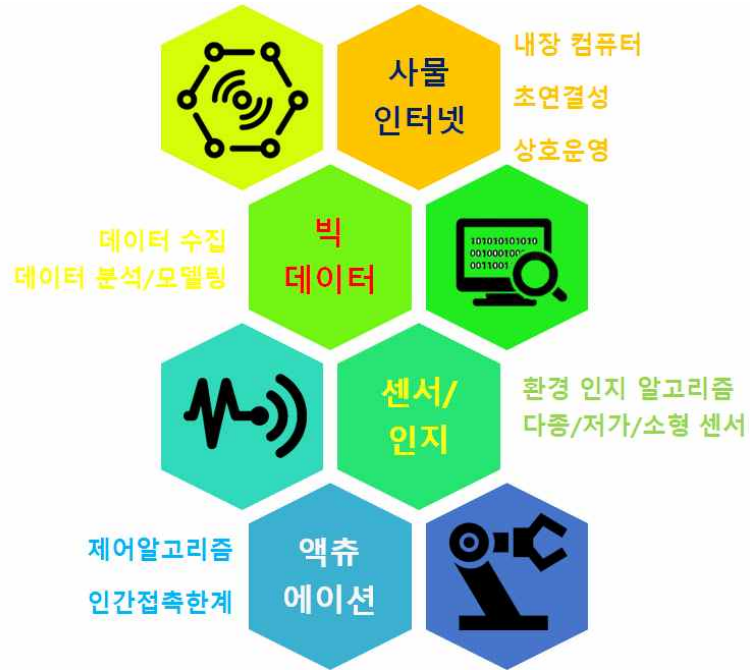 사물
인터넷
내장 컴퓨터
초연결성
상호운영
데이터 수집
데이터 분석/모델링
빅
데이터
101010101010
0010001000
0011001
센서/
인지
환경 인지 알고리즘
다종/저가/소형 센서
제어알고리즘
인간접촉한계
액츄
에이션